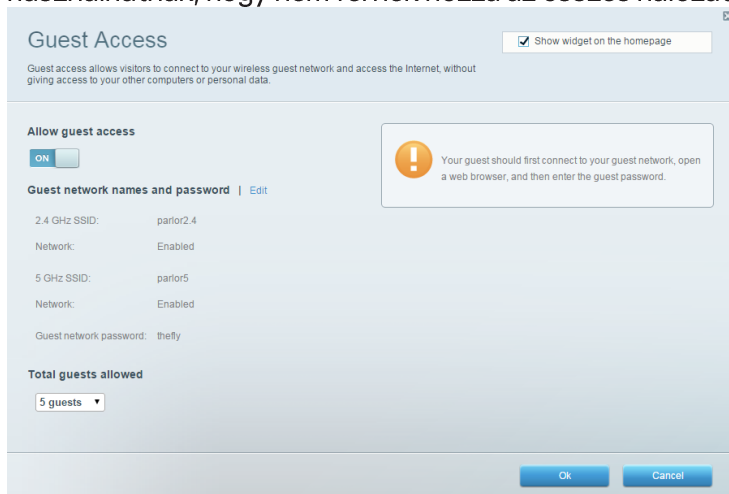 Guest Access
Show widget on the homepage
Guest access allows visitors to connect to your wireless guest network and access the Internet, without
giving access to your other computers or personal data.
Allow guest access
ON
Your guest should first connect to your guest network, open
a web browser, and then enter the guest password.
Guest network names and password | Edit
2.4 GHz SSID: parlor2.4
Network: Enabled
5 GHz SSID: parlor5
Network: Enabled
Guest network password: thefly
Total guests allowed
5 guests
Ok Cancel